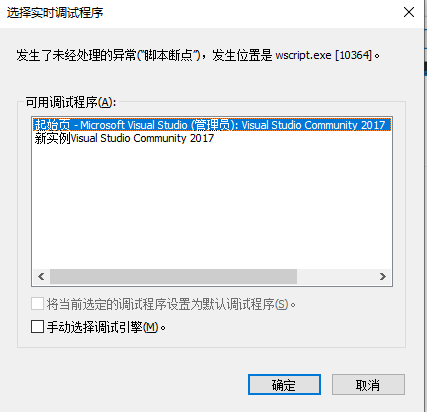 选择实时调试程序
发生了未经处理的异常(“脚本断点”)，发生位置是 wscript.exe [10364]。
可用调试程序(A):
起始页 - Microsoft Visual Studio (管理员): Visual Studio Community 2017
新实例Visual Studio Community 2017
将当前选定的调试程序设置为默认调试程序(S)。
手动选择调试引擎(M)。
确定 取消